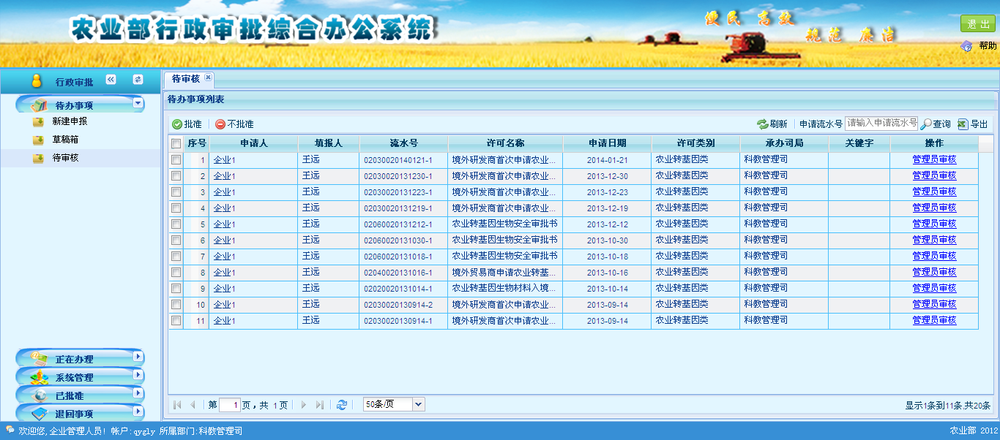 农业部行政审批综合办公系统
便民 高效
规范 廉洁
退出
帮助
行政审批
待办事项
新建申报
草稿箱
待审核
正在办理
系统管理
已批准
退回事项
待审核
待办事项列表
批准 不批准 刷新 申请流水号 请输入申请流水号 查询 导出
序号 申请人 填报人 流水号 许可名称 申请日期 许可类别 承办司局 关键字 操作
1 企业1 王远 02030020140121-1 境外研发商首次申请农业... 2014-01-21 农业转基因类 科教管理司 管理员审核
2 企业1 王远 02030020131230-1 境外研发商首次申请农业... 2013-12-30 农业转基因类 科教管理司 管理员审核
3 企业1 王远 02030020131223-1 境外研发商首次申请农业... 2013-12-23 农业转基因类 科教管理司 管理员审核
4 企业1 王远 02030020131219-1 境外研发商首次申请农业... 2013-12-19 农业转基因类 科教管理司 管理员审核
5 企业1 王远 02060020131212-1 农业转基因生物安全审批书 2013-12-12 农业转基因类 科教管理司 管理员审核
6 企业1 王远 02060020131030-1 农业转基因生物安全审批书 2013-10-30 农业转基因类 科教管理司 管理员审核
7 企业1 王远 02060020131018-1 农业转基因生物安全审批书 2013-10-18 农业转基因类 科教管理司 管理员审核
8 企业1 王远 02040020131016-1 境外贸易商申请农业转基... 2013-10-16 农业转基因类 科教管理司 管理员审核
9 企业1 王远 02020020131014-1 农业转基因生物材料入境... 2013-10-14 农业转基因类 科教管理司 管理员审核
10 企业1 王远 02030020130914-2 境外研发商首次申请农业... 2013-09-14 农业转基因类 科教管理司 管理员审核
11 企业1 王远 02030020130914-1 境外研发商首次申请农业... 2013-09-14 农业转基因类 科教管理司 管理员审核
第 1 页,共 1 页 50条/页 显示1条到11条,共20条
欢迎您,企业管理人员! 帐户:qygly 所属部门:科教管理司 农业部 2012